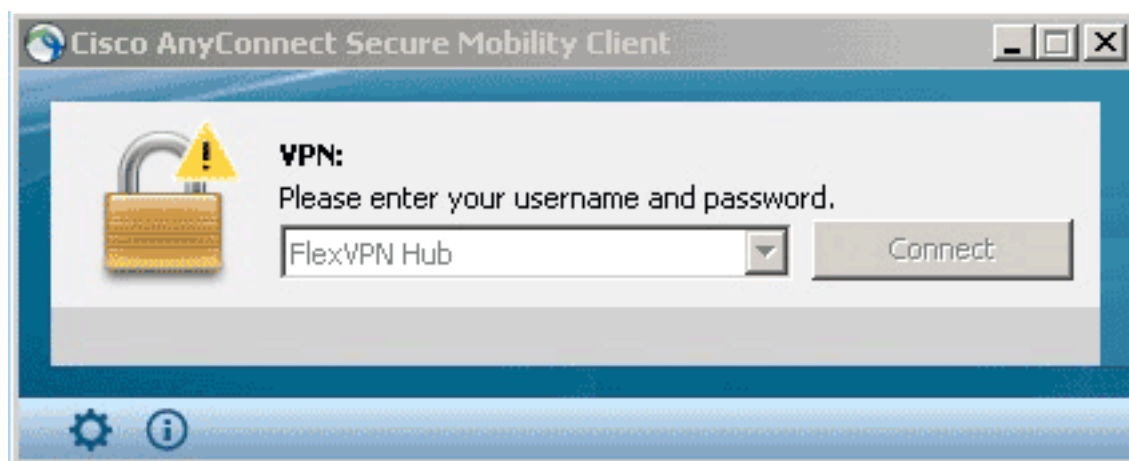 Cisco AnyConnect Secure Mobility Client
VPN:
Please enter your username and password.
FlexVPN Hub
Connect